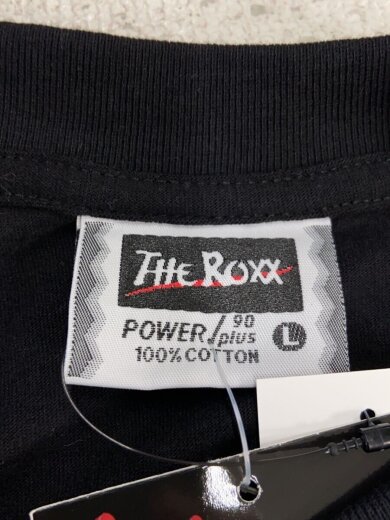 THE ROXX
POWER/ 90 plus L
100% COTTON